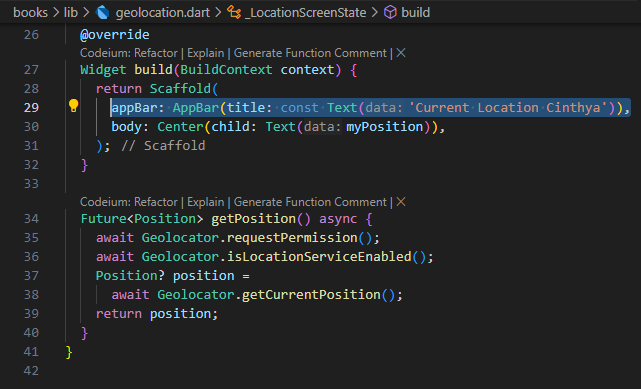 books > lib > geolocation.dart > _LocationScreenState > build
26 @override
Codeium: Refactor | Explain | Generate Function Comment | ×
27 Widget build(BuildContext context) {
28 return Scaffold(
29 appBar: AppBar(title: const Text(data: 'Current Location Cinthya')),
30 body: Center(child: Text(data: myPosition)),
31 ); // Scaffold
32 }
33
Codeium: Refactor | Explain | Generate Function Comment | ×
34 Future<Position> getPosition() async {
35 await Geolocator.requestPermission();
36 await Geolocator.isLocationServiceEnabled();
37 Position? position =
38 await Geolocator.getCurrentPosition();
39 return position;
40 }
41 }
42